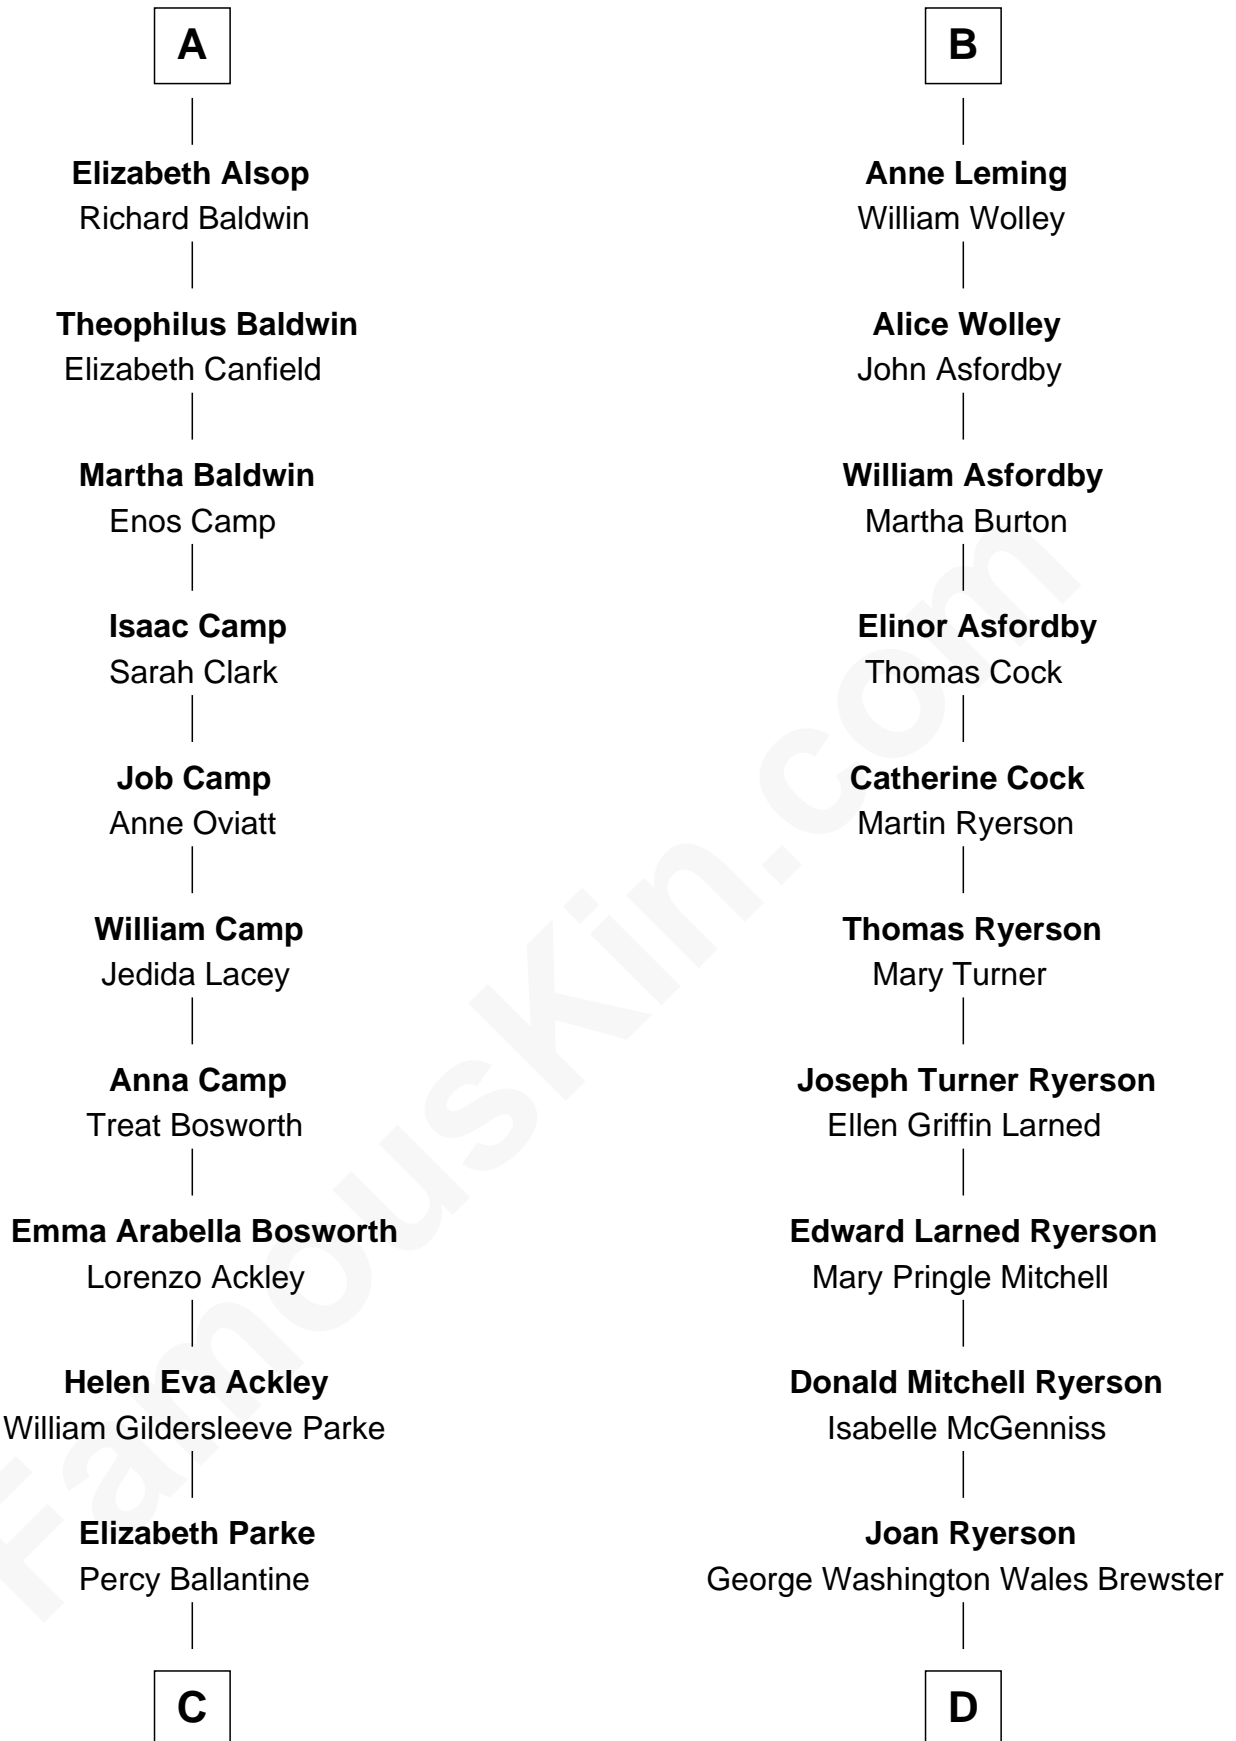 A
Elizabeth Alsop
Richard Baldwin
Theophilus Baldwin
Elizabeth Canfield
Martha Baldwin
Enos Camp
Isaac Camp
Sarah Clark
Job Camp
Anne Oviatt
William Camp
Jedida Lacey
Anna Camp
Treat Bosworth
Emma Arabella Bosworth
Lorenzo Ackley
Helen Eva Ackley
William Gildersleeve Parke
Elizabeth Parke
Percy Ballantine
C
B
Anne Leming
William Wolley
Alice Wolley
John Asfordby
William Asfordby
Martha Burton
Elinor Asfordby
Thomas Cock
Catherine Cock
Martin Ryerson
Thomas Ryerson
Mary Turner
Joseph Turner Ryerson
Ellen Griffin Larned
Edward Larned Ryerson
Mary Pringle Mitchell
Donald Mitchell Ryerson
Isabelle McGenniss
Joan Ryerson
George Washington Wales Brewster
D
FamousKin.com